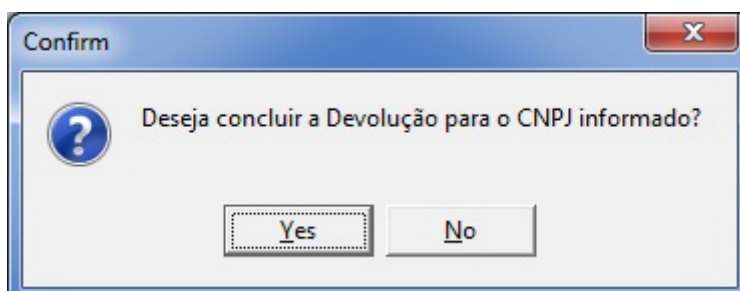 Confirm
Deseja concluir a Devolução para o CNPJ informado?
Yes
No